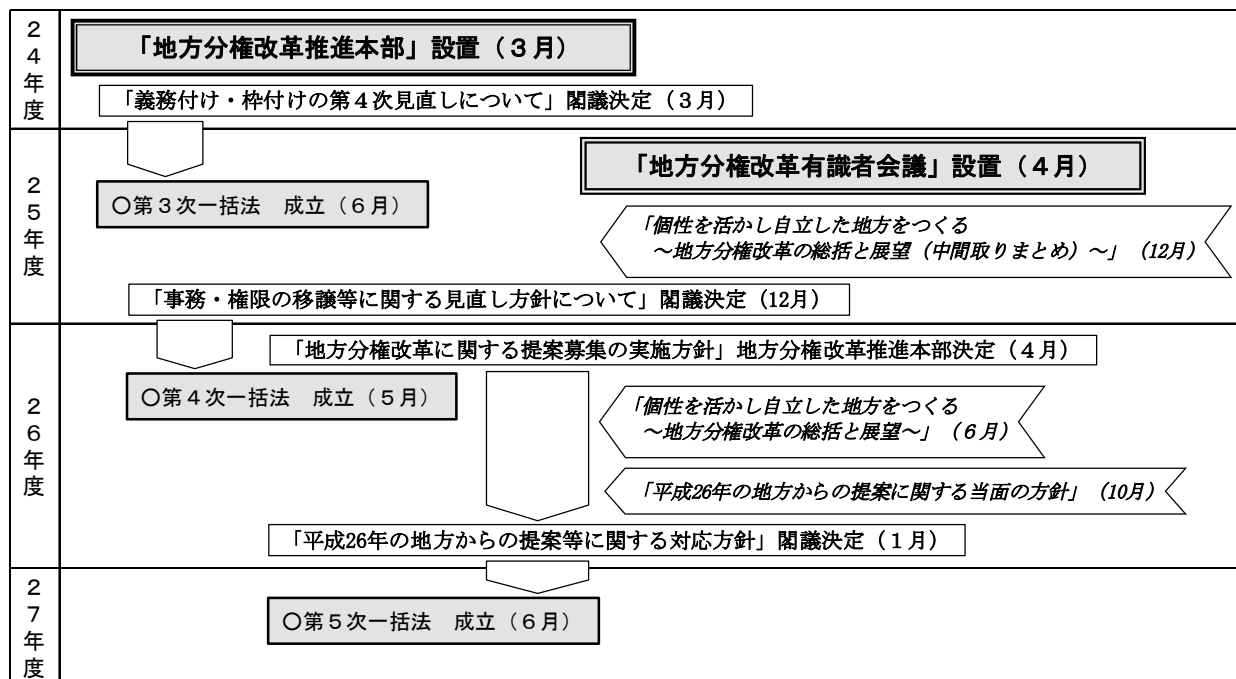 24年度
「地方分権改革推進本部」設置（３月）
「義務付け・枠付けの第４次見直しについて」閣議決定（３月）
25年度
「地方分権改革有識者会議」設置（４月）
○第３次一括法　成立（６月）
「個性を活かし自立した地方をつくる
～地方分権改革の総括と展望（中間取りまとめ）～」（12月）
「事務・権限の移譲等に関する見直し方針について」閣議決定（12月）
26年度
「地方分権改革に関する提案募集の実施方針」地方分権改革推進本部決定（４月）
○第４次一括法　成立（５月）
「個性を活かし自立した地方をつくる
～地方分権改革の総括と展望～」（６月）
「平成26年の地方からの提案に関する当面の方針」（10月）
「平成26年の地方からの提案等に関する対応方針」閣議決定（１月）
27年度
○第５次一括法　成立（６月）